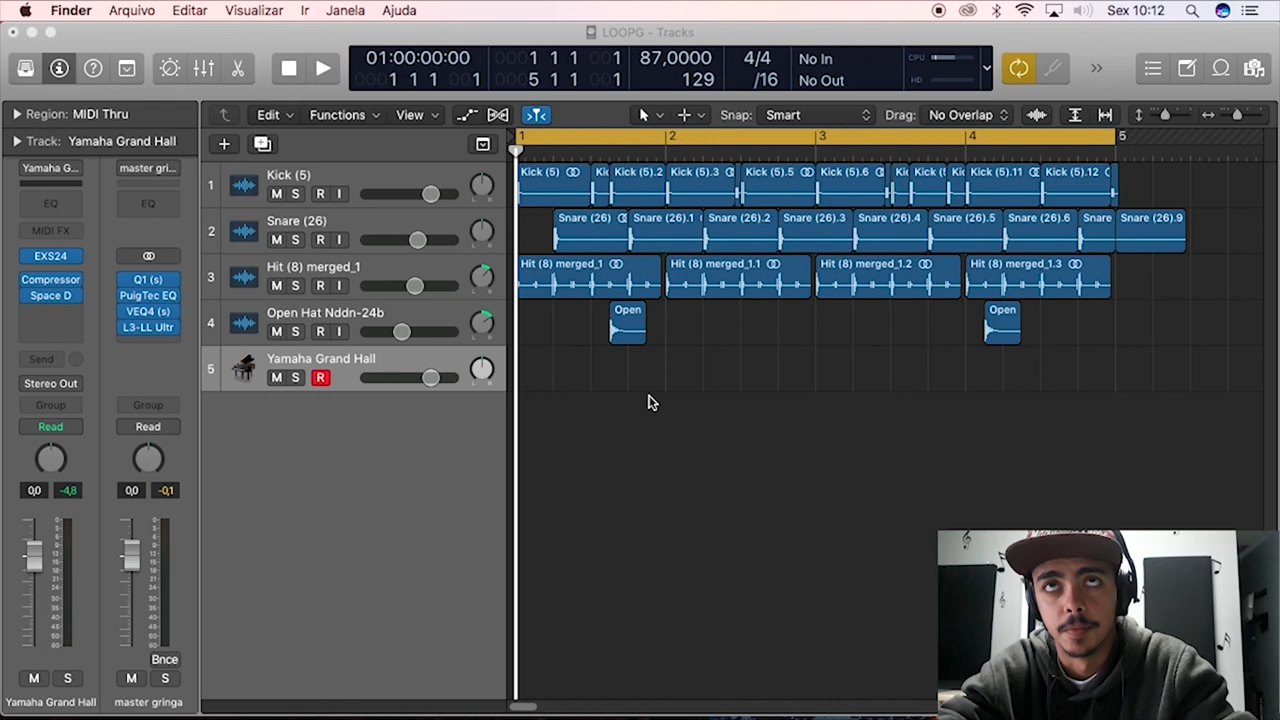 Finder Arquivo Editar Visualizar Ir Janela Ajuda Sex 10:12
LOOPG - Tracks
01:00:00:00 1 1 1 001 87,0000 4/4 No In CPU
1 1 1 001 5 1 1 001 129 /16 No Out HD
Region: MIDI Thru
Edit Functions View Snap: Smart Drag: No Overlap
Track: Yamaha Grand Hall
1 2 3 4 5
Yamaha G... master gri...
EQ EQ
MIDI FX
EXS24
Compressor Q1 (s)
Space D PuigTec EQ
VEQ4 (s)
L3-LL Ultr
Send
Stereo Out
Group Group
Read Read
0,0 -4,8 0,0 -0,1
Bnce
M S M S
Yamaha Grand Hall master gringa
1 Kick (5)
M S R I
2 Snare (26)
M S R I
3 Hit (8) merged_1
M S R I
4 Open Hat Nddn-24b
M S R I
5 Yamaha Grand Hall
M S R
Kick (5) Kick (5).2 Kick (5).3 Kick (5).5 Kick (5).6 Kick (5).11 Kick (5).12
Snare (26) Snare (26).1 Snare (26).2 Snare (26).3 Snare (26).4 Snare (26).5 Snare (26).6 Snare Snare (26).9
Hit (8) merged_1 Hit (8) merged_1.1 Hit (8) merged_1.2 Hit (8) merged_1.3
Open Open